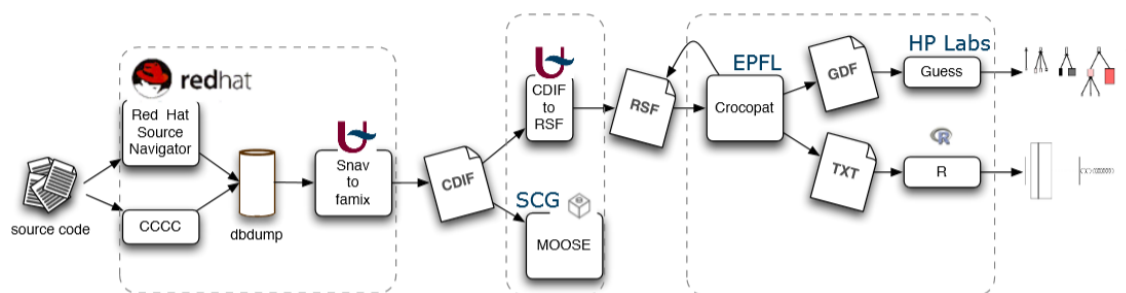 redhat
Red Hat
Source
Navigator
source code
CCCC
dbdump
Snav
to
famix
CDIF
CDIF
to
RSF
SCG
MOOSE
RSF
EPFL
Crocopat
GDF
TXT
HP Labs
Guess
R
R